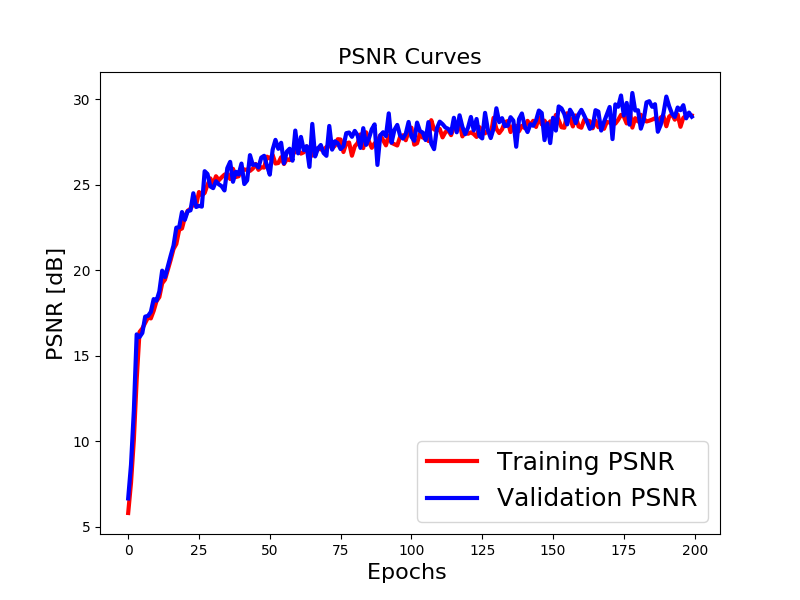 PSNR Curves
PSNR [dB]
30
25
20
15
10
5
0 25 50 75 100 125 150 175 200
Epochs
Training PSNR
Validation PSNR